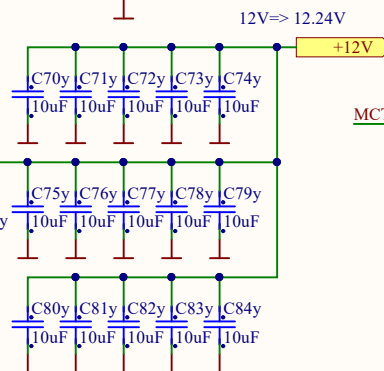 12V=> 12.24V
+12V
C70y C71y C72y C73y C74y
10uF 10uF 10uF 10uF 10uF
MCT
C75y C76y C77y C78y C79y
y 10uF 10uF 10uF 10uF 10uF
C80y C81y C82y C83y C84y
10uF 10uF 10uF 10uF 10uF